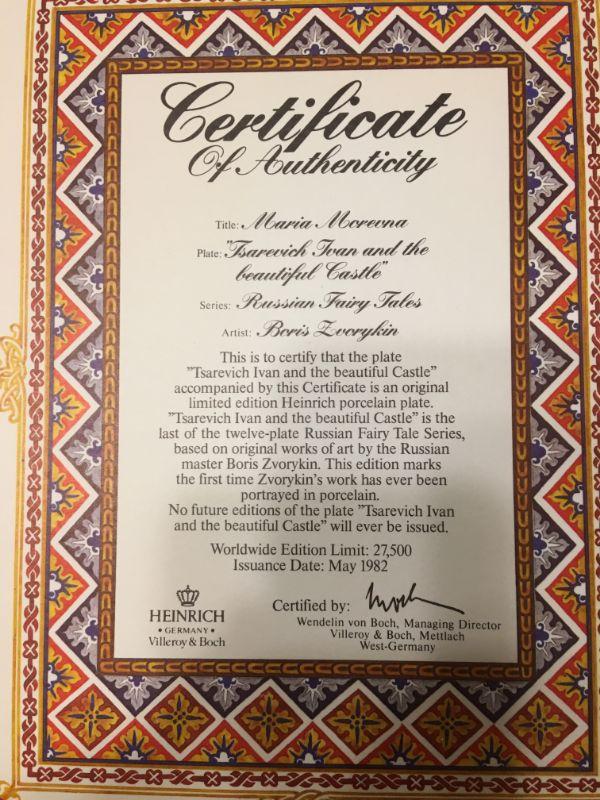 Certificate
Of Authenticity
Title: Maria Morevna
Plate: "Tsarevich Ivan and the
beautiful Castle"
Series: Russian Fairy Tales
Artist: Boris Zvorykin
This is to certify that the plate
"Tsarevich Ivan and the beautiful Castle"
accompanied by this Certificate is an original
limited edition Heinrich porcelain plate.
"Tsarevich Ivan and the beautiful Castle" is the
last of the twelve-plate Russian Fairy Tale Series,
based on original works of art by the Russian
master Boris Zvorykin. This edition marks
the first time Zvorykin's work has ever been
portrayed in porcelain.
No future editions of the plate "Tsarevich Ivan
and the beautiful Castle" will ever be issued.
Worldwide Edition Limit: 27,500
Issuance Date: May 1982
HEINRICH
• GERMANY •
Villeroy & Boch
Certified by:
Wendelin von Boch, Managing Director
Villeroy & Boch, Mettlach
West-Germany